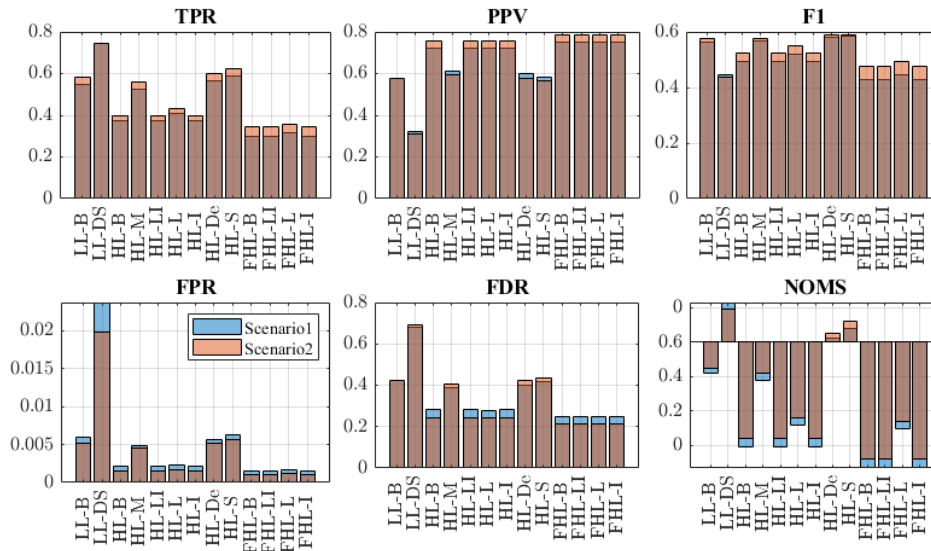 TPR
PPV
F1
0.8
0.6
0.4
0.2
0
0.8
0.6
0.4
0.2
0
0.6
0.4
0.2
0
LL-B
LL-DS
HL-B
HL-M
HL-LI
HL-L
HL-I
HL-De
HL-S
FHL-B
FHL-LI
FHL-L
FHL-I
LL-B
LL-DS
HL-B
HL-M
HL-LI
HL-L
HL-I
HL-De
HL-S
FHL-B
FHL-LI
FHL-L
FHL-I
LL-B
LL-DS
HL-B
HL-M
HL-LI
HL-L
HL-I
HL-De
HL-S
FHL-B
FHL-LI
FHL-L
FHL-I
FPR
FDR
NOMS
0.02
0.015
0.01
0.005
0
Scenario1
Scenario2
0.8
0.6
0.4
0.2
0
0
0.6
0.4
0.2
0
LL-B
LL-DS
HL-B
HL-M
HL-LI
HL-L
HL-I
HL-De
HL-S
FHL-B
FHL-LI
FHL-L
FHL-I
LL-B
LL-DS
HL-B
HL-M
HL-LI
HL-L
HL-I
HL-De
HL-S
FHL-B
FHL-LI
FHL-L
FHL-I
LL-B
LL-DS
HL-B
HL-M
HL-LI
HL-L
HL-I
HL-De
HL-S
FHL-B
FHL-LI
FHL-L
FHL-I